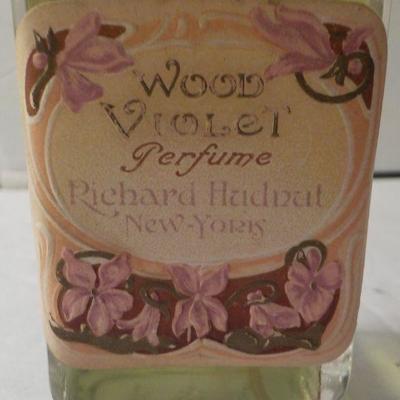 WOOD
VIOLET
Perfume
Richard Hudnut
NEW-YORK